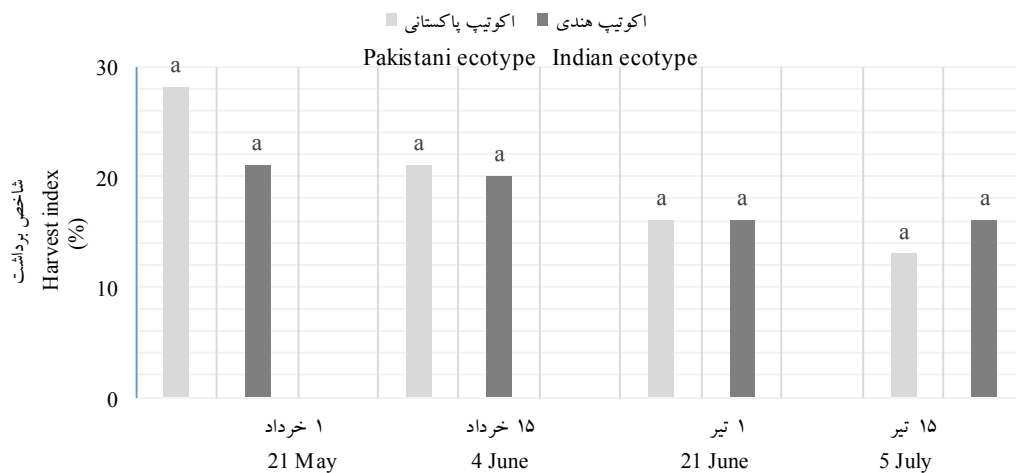 اکوتیپ پاکستانی اکوتیپ هندی
Pakistani ecotype Indian ecotype
30
20
10
0
شاخص برداشت
Harvest index
(%)
a
a
a
a
a
a
a
a
۱ خرداد
۱۵ خرداد
۱ تیر
۱۵ تیر
21 May
4 June
21 June
5 July